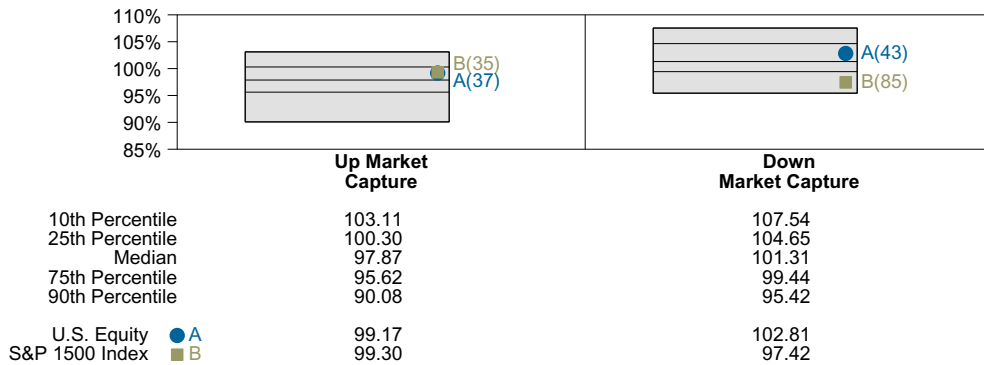 110%
105%
100%
95%
90%
85%
B(35)
A(37)
A(43)
B(85)
Up Market
Capture
Down
Market Capture
10th Percentile 103.11 107.54
25th Percentile 100.30 104.65
Median 97.87 101.31
75th Percentile 95.62 99.44
90th Percentile 90.08 95.42
U.S. Equity A 99.17 102.81
S&P 1500 Index B 99.30 97.42